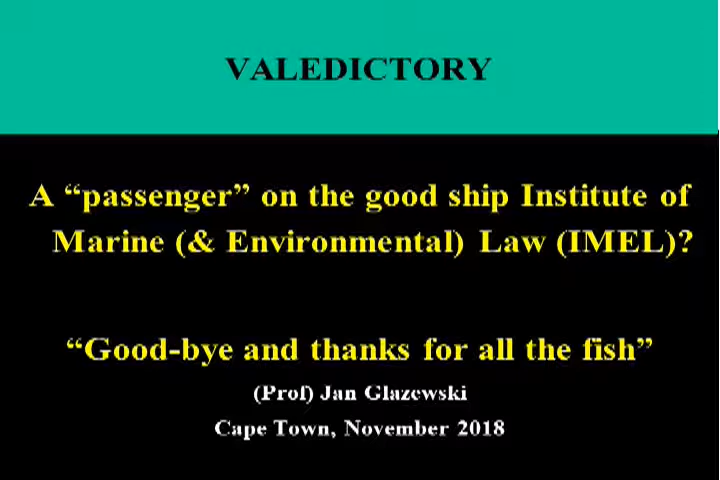 VALEDICTORY
A “passenger” on the good ship Institute of
Marine (& Environmental) Law (IMEL)?
“Good-bye and thanks for all the fish”
(Prof) Jan Glazewski
Cape Town, November 2018